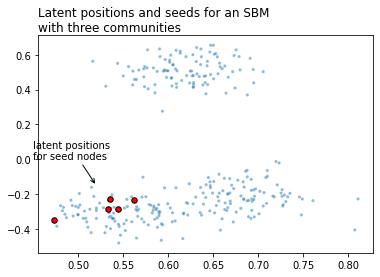 Latent positions and seeds for an SBM
with three communities
0.6
0.4
0.2
0.0
−0.2
−0.4
latent positions
for seed nodes
0.50 0.55 0.60 0.65 0.70 0.75 0.80